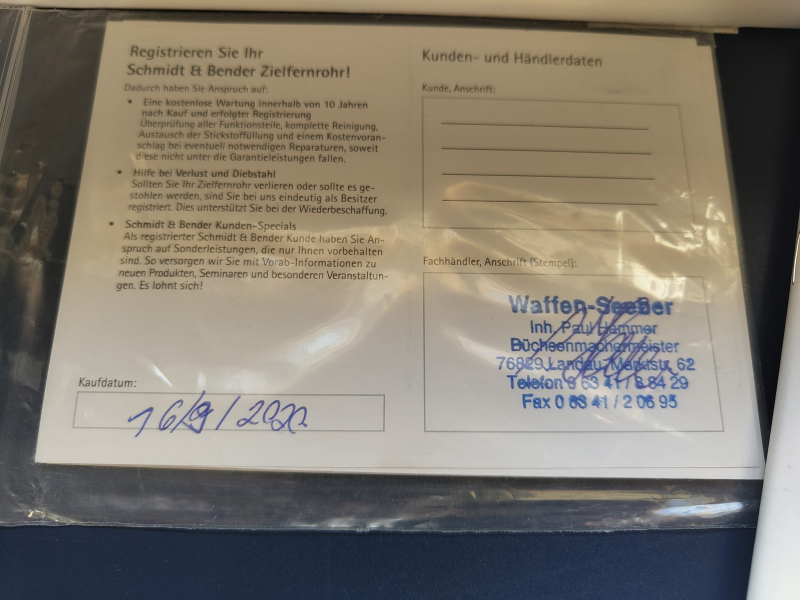 Registrieren Sie Ihr
Schmidt & Bender Zielfernrohr!
Dadurch haben Sie Anspruch auf:
• Eine kostenlose Wartung innerhalb von 10 Jahren
nach Kauf und erfolgter Registrierung
Überprüfung aller Funktionsteile, komplette Reinigung,
Austausch der Stickstoffüllung und einem Kostenvoran-
schlag bei eventuell notwendigen Reparaturen, soweit
diese nicht unter die Garantieleistungen fallen.
• Hilfe bei Verlust und Diebstahl
Sollten Sie Ihr Zielfernrohr verlieren oder sollte es ge-
stohlen werden, sind Sie bei uns eindeutig als Besitzer
registriert. Dies unterstützt Sie bei der Wiederbeschaffung.
• Schmidt & Bender Kunden-Specials
Als registrierter Schmidt & Bender Kunde haben Sie An-
spruch auf Sonderleistungen, die nur Ihnen vorbehalten
sind. So versorgen wir Sie mit Vorab-Informationen zu
neuen Produkten, Seminaren und besonderen Veranstaltun-
gen. Es lohnt sich!
Kaufdatum:
16/9/2020
Kunden- und Händlerdaten
Kunde, Anschrift:
Fachhändler, Anschrift (Stempel):
Waffen-Seeber
Inh. Paul Hammer
Büchsenmachermeister
76829 Landau, Marktstr. 62
Telefon 0 63 41 / 8 84 29
Fax 0 63 41 / 2 06 95